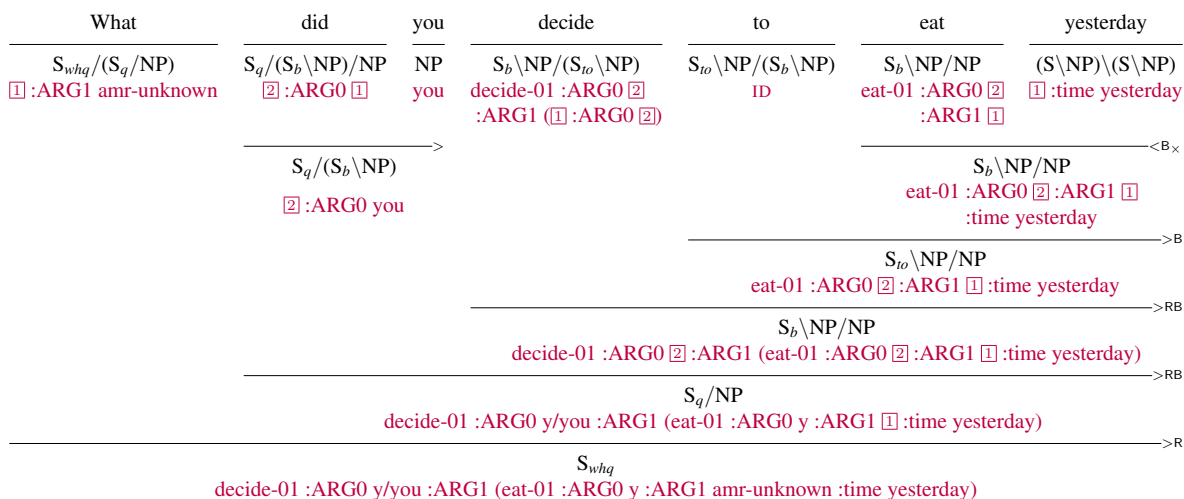 What did you decide to eat yesterday
S_whq/(S_q/NP) S_q/(S_b\NP)/NP NP S_b\NP/(S_to\NP) S_to\NP/(S_b\NP) S_b\NP/NP (S\NP)\(S\NP)
1 :ARG1 amr-unknown 2 :ARG0 1 you decide-01 :ARG0 2 ID eat-01 :ARG0 2 1 :time yesterday
:ARG1 (1 :ARG0 2) :ARG1 1
> <B×
S_q/(S_b\NP) S_b\NP/NP
2 :ARG0 you eat-01 :ARG0 2 :ARG1 1
:time yesterday
>B
S_to\NP/NP
eat-01 :ARG0 2 :ARG1 1 :time yesterday
>RB
S_b\NP/NP
decide-01 :ARG0 2 :ARG1 (eat-01 :ARG0 2 :ARG1 1 :time yesterday)
>RB
S_q/NP
decide-01 :ARG0 y/you :ARG1 (eat-01 :ARG0 y :ARG1 1 :time yesterday)
>R
S_whq
decide-01 :ARG0 y/you :ARG1 (eat-01 :ARG0 y :ARG1 amr-unknown :time yesterday)